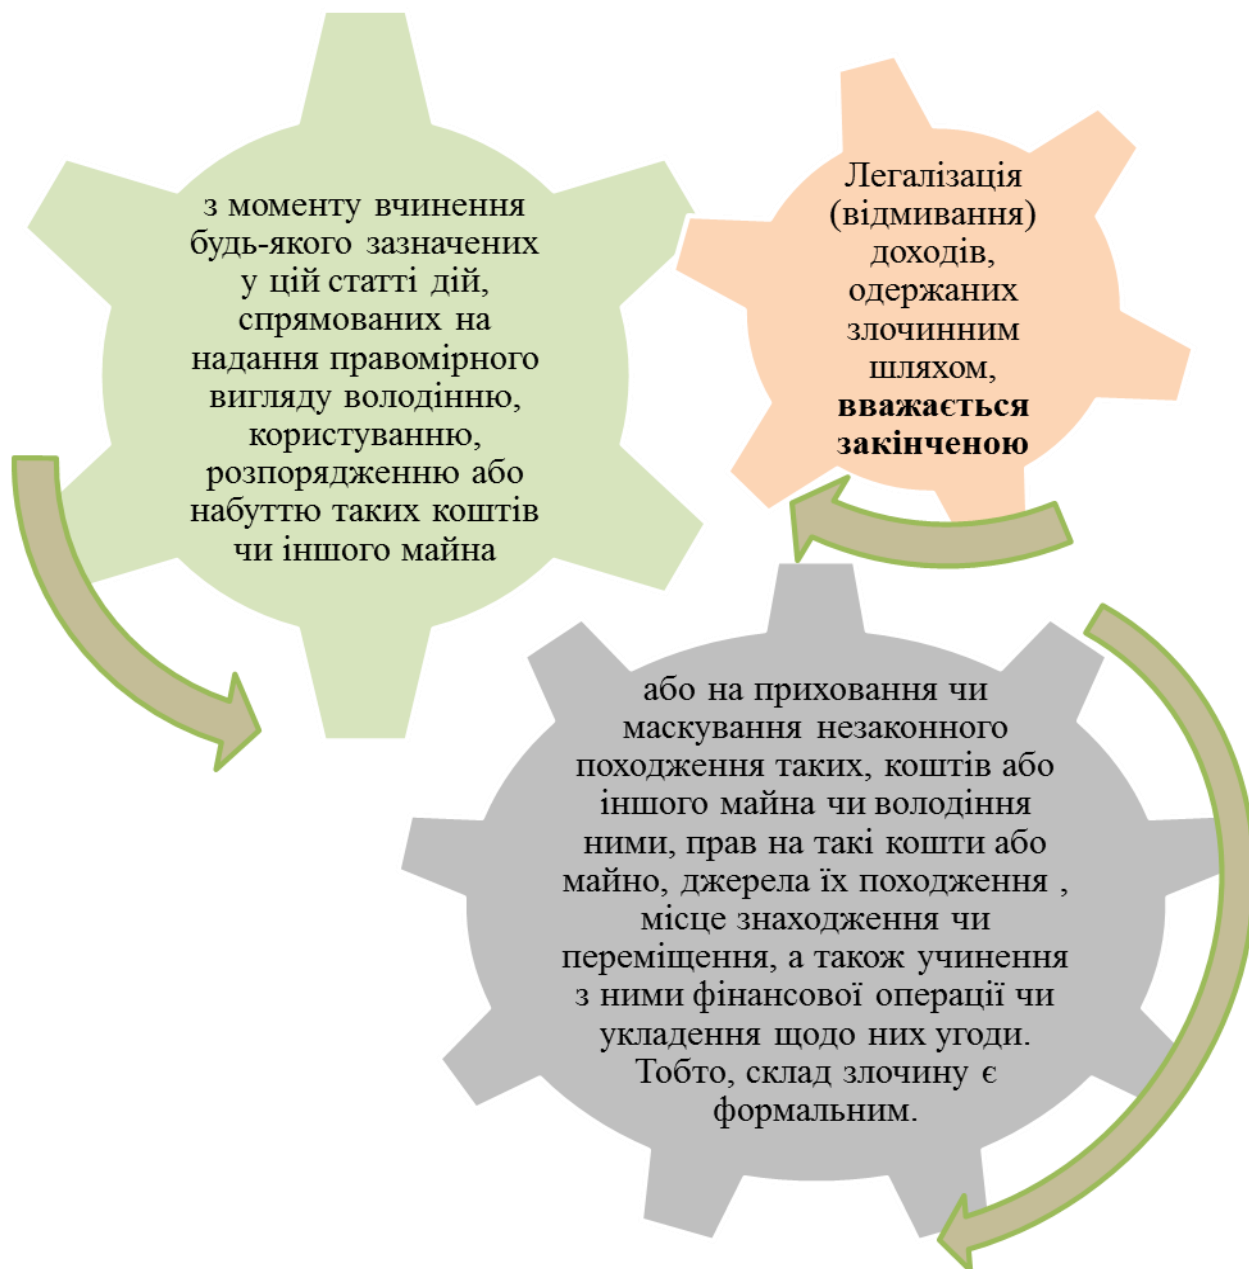 Легалізація
(відмивання)
доходів,
одержаних
злочинним
шляхом,
вважається
закінченою
з моменту вчинення
будь-якого зазначених
у цій статті дій,
спрямованих на
надання правомірного
вигляду володінню,
користуванню,
розпорядженню або
набуттю таких коштів
чи іншого майна
або на приховання чи
маскування незаконного
походження таких, коштів або
іншого майна чи володіння
ними, прав на такі кошти або
майно, джерела їх походження ,
місце знаходження чи
переміщення, а також учинення
з ними фінансової операції чи
укладення щодо них угоди.
Тобто, склад злочину є
формальним.